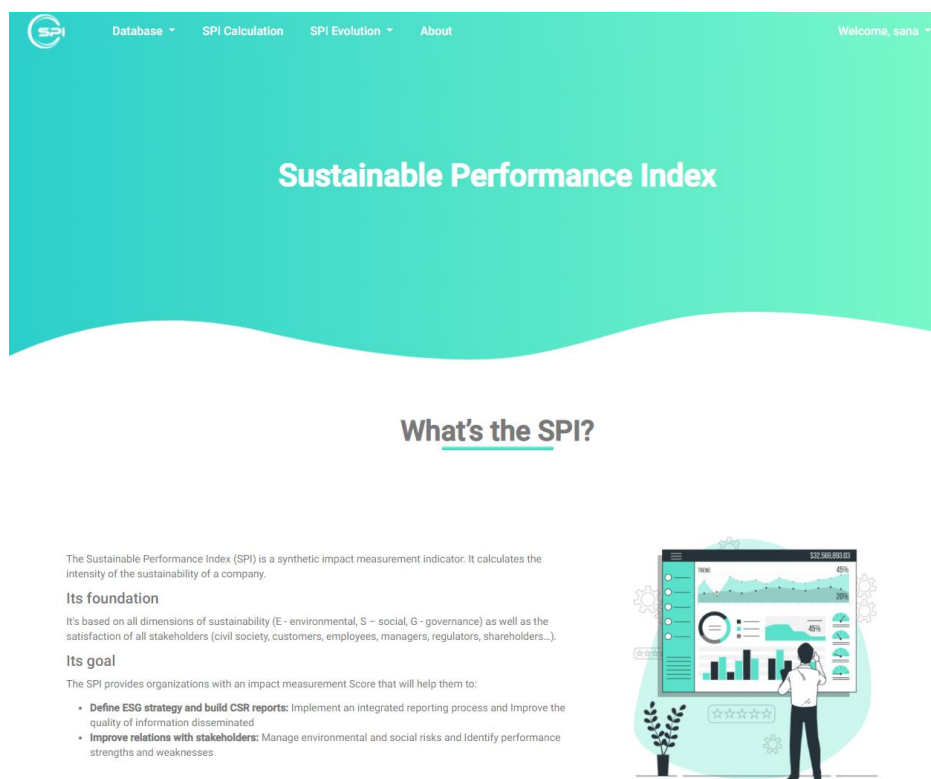 SPI
Database
SPI Calculation
SPI Evolution
About
Welcome, sana
Sustainable Performance Index
What's the SPI?
The Sustainable Performance Index (SPI) is a synthetic impact measurement indicator. It calculates the
intensity of the sustainability of a company.
Its foundation
It's based on all dimensions of sustainability (E - environmental, S – social, G - governance) as well as the
satisfaction of all stakeholders (civil society, customers, employees, managers, regulators, shareholders...).
Its goal
The SPI provides organizations with an impact measurement Score that will help them to:
• Define ESG strategy and build CSR reports: Implement an integrated reporting process and Improve the
quality of information disseminated
• Improve relations with stakeholders: Manage environmental and social risks and Identify performance
strengths and weaknesses
$32,569,893.03
TREND
45%
20%
45%